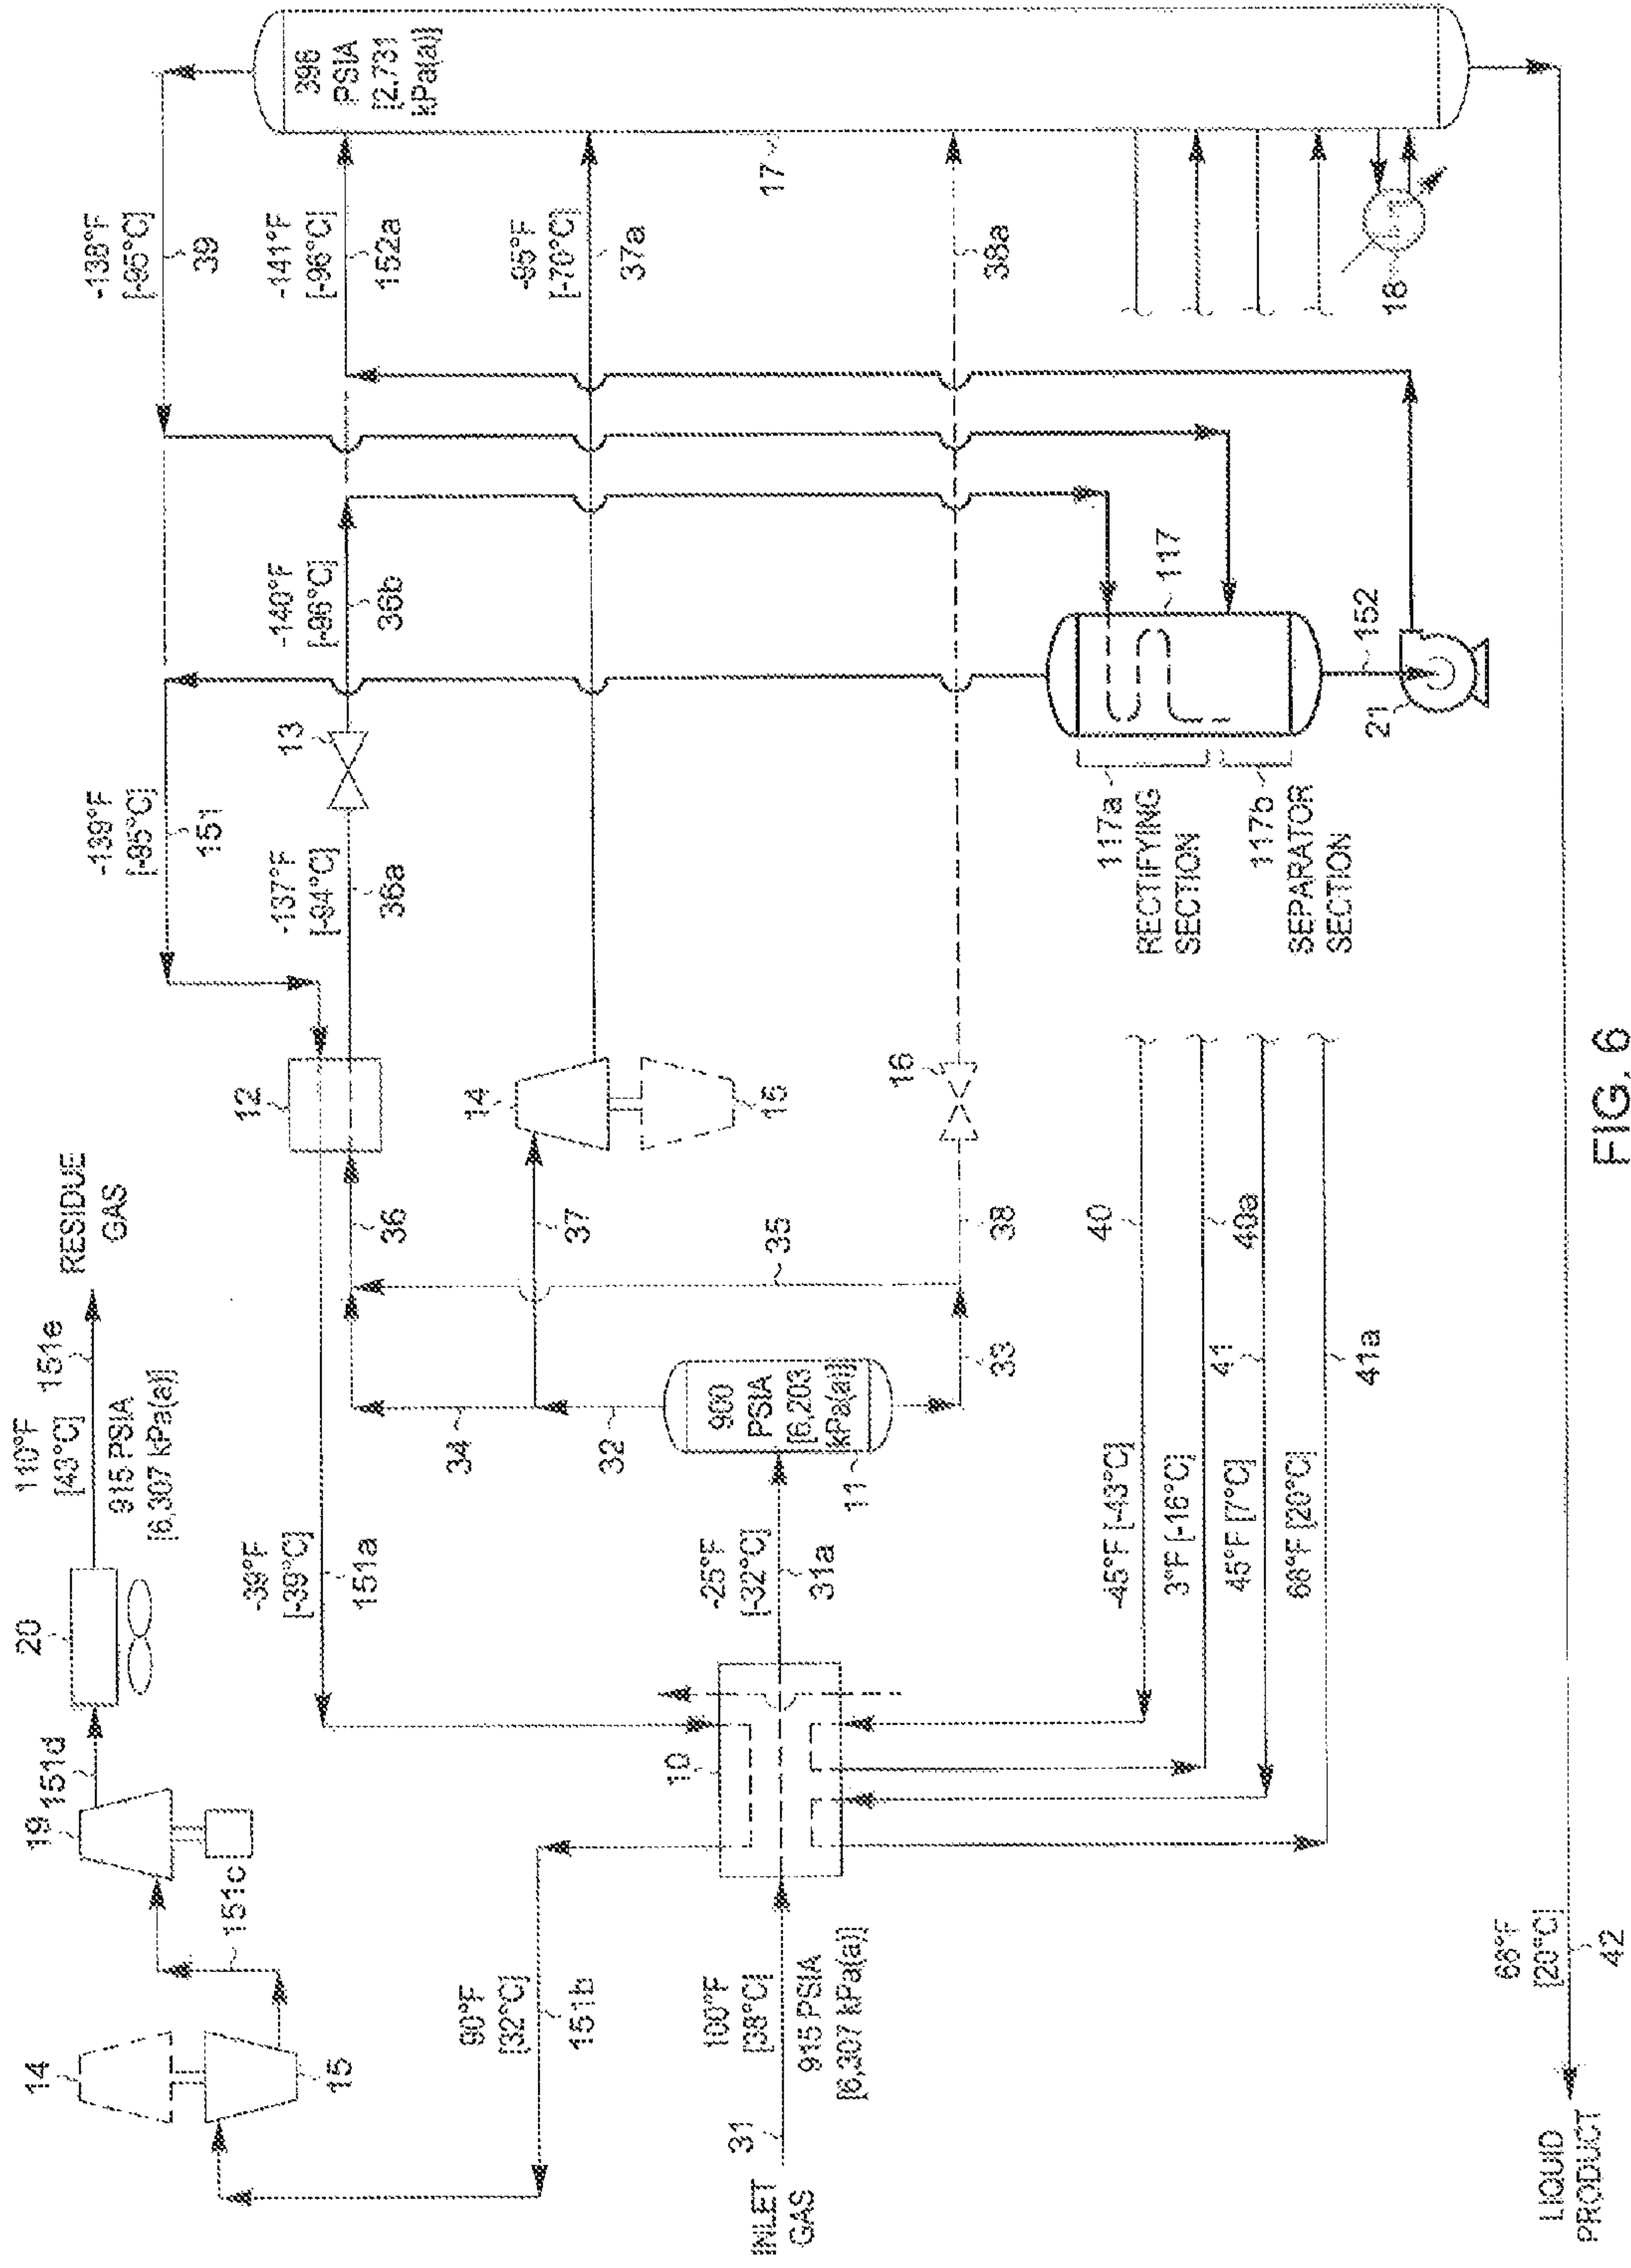 RESIDUE
GAS
110°F
[43°C]
151e
915 PSIA
[6,307 kPa(a)]
20
151d
19
151c
14
15
-39°F
[-39°C]
151a
90°F
[32°C]
151b
INLET
GAS
31
100°F
[38°C]
915 PSIA
[6,307 kPa(a)]
10
-25°F
[-32°C]
31a
900
PSIA
[6,203
kPa(a)]
11
32
33
34
35
36
37
38
12
14
15
16
-139°F
[-95°C]
151
-137°F
[-94°C]
36a
13
-140°F
[-96°C]
36b
-138°F
[-95°C]
39
-141°F
[-96°C]
152a
-95°F
[-70°C]
37a
38a
17
396
PSIA
[2,731
kPa(a)]
18
117
117a
RECTIFYING
SECTION
117b
SEPARATOR
SECTION
152
21
-45°F [-43°C]
40
3°F [-16°C]
40a
45°F [7°C]
41
68°F [20°C]
41a
68°F
[20°C]
42
LIQUID
PRODUCT
FIG. 6